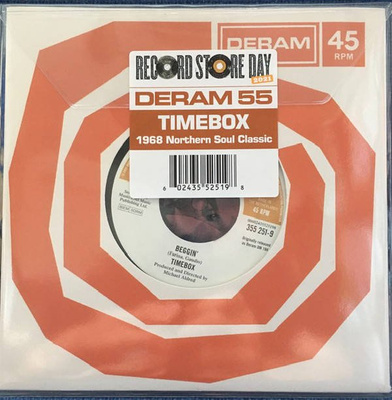 RECORD STORE DAY
2021
DERAM 45
RPM
DERAM 55
TIMEBOX
1968 Northern Soul Classic
6 02435 52519 8
45 RPM
355 251-9
BEGGIN'
TIMEBOX
Produced and Directed by
Michael Aldred